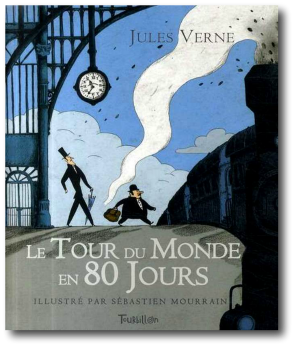 JULES VERNE
LE TOUR DU MONDE
EN 80 JOURS
ILLUSTRÉ PAR SÉBASTIEN MOURRAIN
Tourbillon